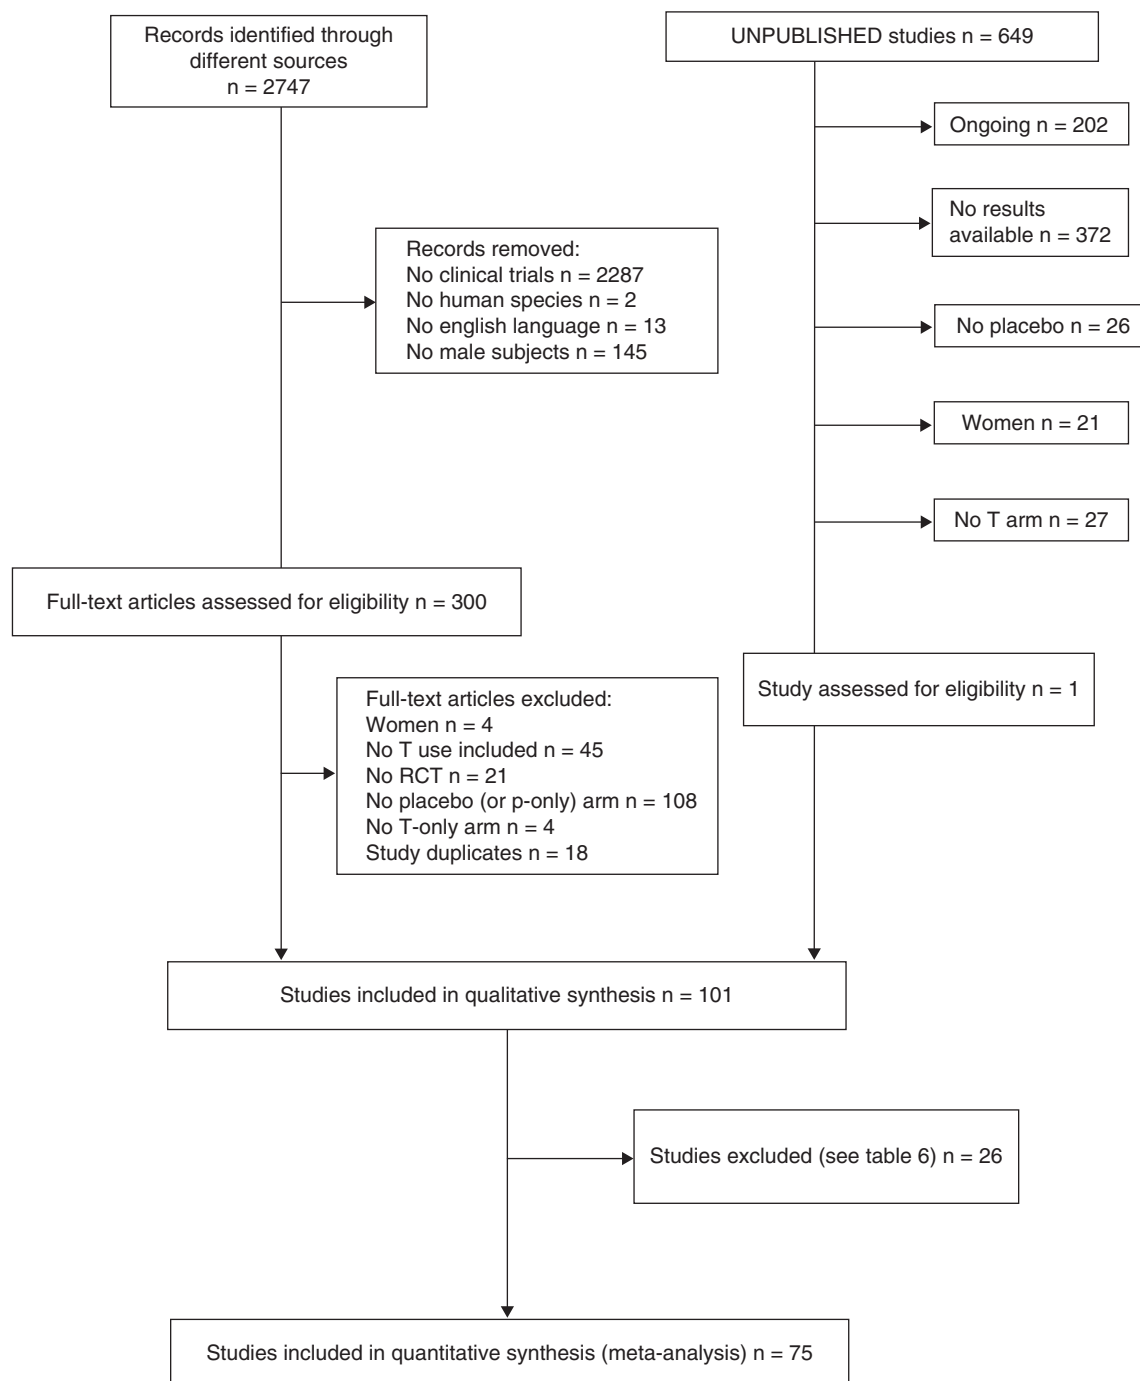 Records identified through
different sources
n = 2747
UNPUBLISHED studies n = 649
Ongoing n = 202
No results
available n = 372
Records removed:
No clinical trials n = 2287
No human species n = 2
No english language n = 13
No male subjects n = 145
No placebo n = 26
Women n = 21
No T arm n = 27
Full-text articles assessed for eligibility n = 300
Study assessed for eligibility n = 1
Full-text articles excluded:
Women n = 4
No T use included n = 45
No RCT n = 21
No placebo (or p-only) arm n = 108
No T-only arm n = 4
Study duplicates n = 18
Studies included in qualitative synthesis n = 101
Studies excluded (see table 6) n = 26
Studies included in quantitative synthesis (meta-analysis) n = 75